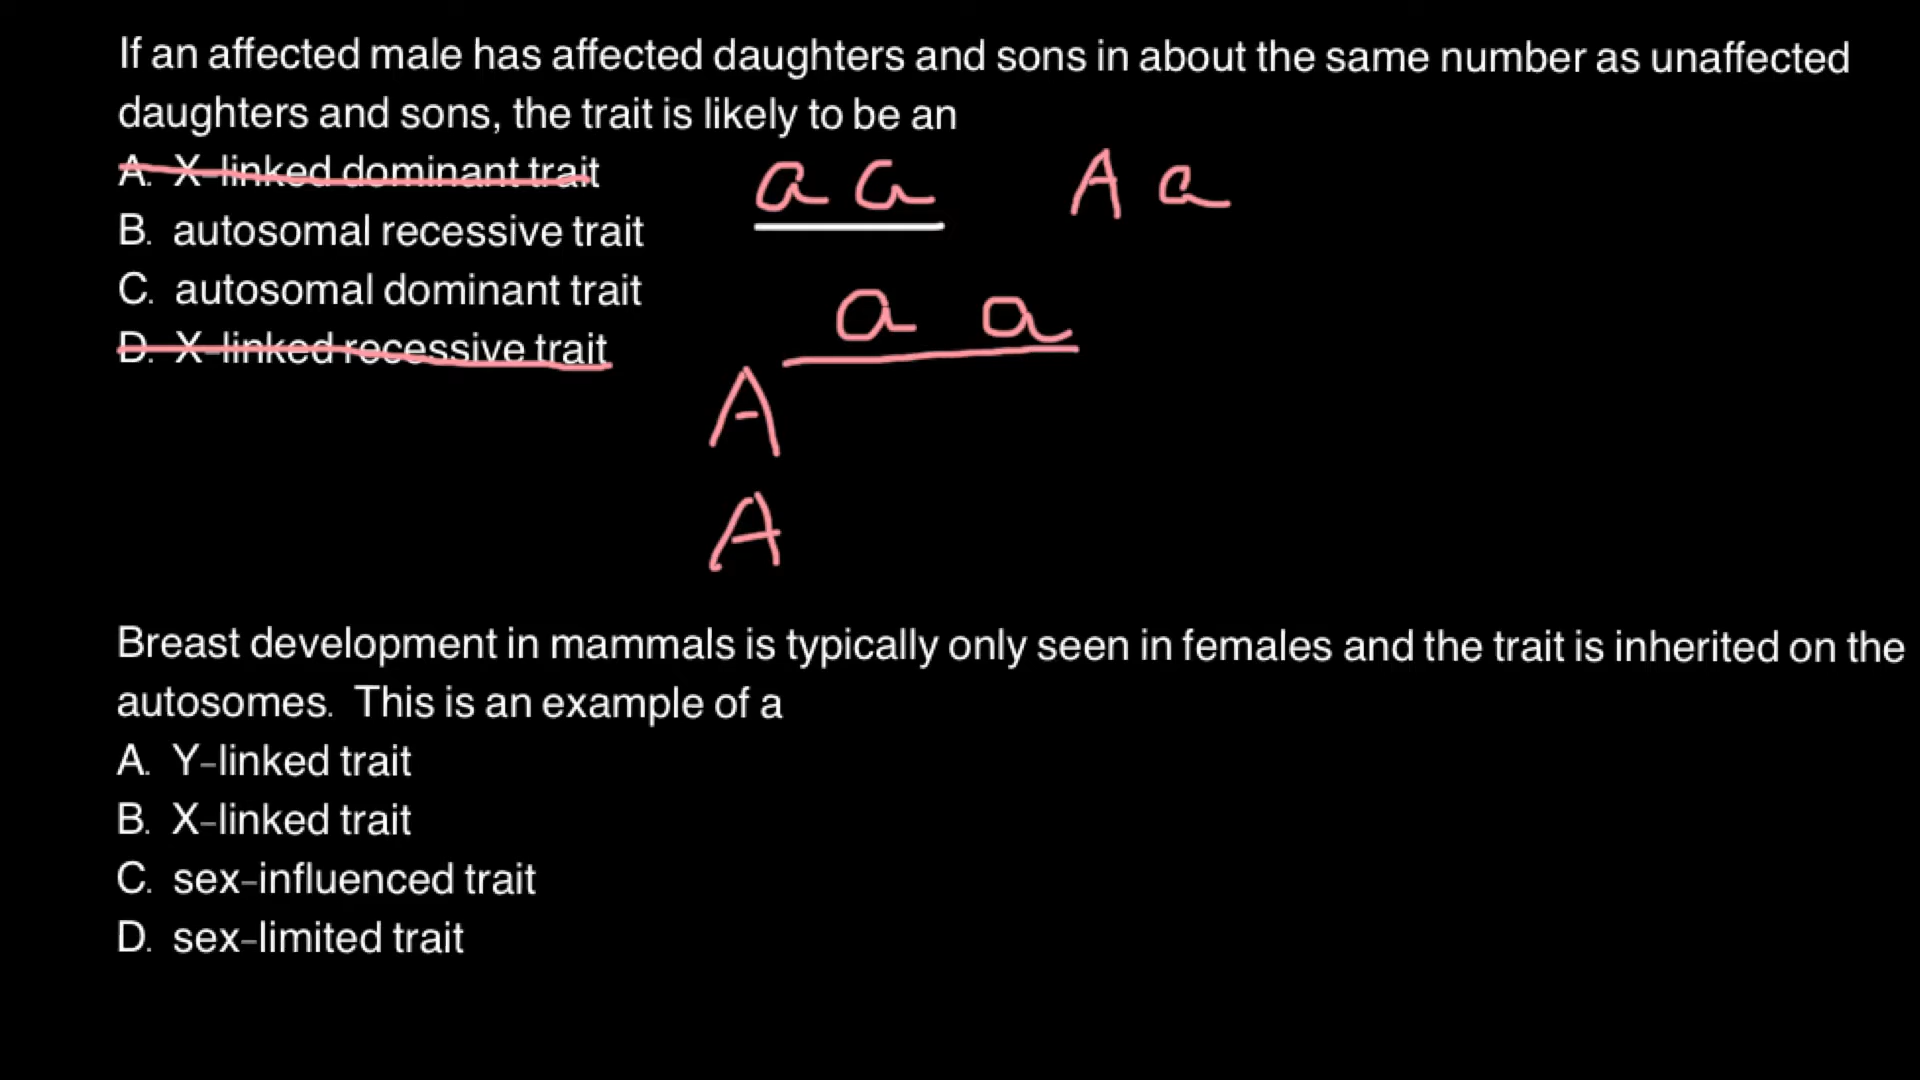 If an affected male has affected daughters and sons in about the same number as unaffected
daughters and sons, the trait is likely to be an
A. X-linked dominant trait
a a A a
B. autosomal recessive trait
C. autosomal dominant trait
a a
D. X-linked recessive trait
A
A
Breast development in mammals is typically only seen in females and the trait is inherited on the
autosomes. This is an example of a
A. Y-linked trait
B. X-linked trait
C. sex-influenced trait
D. sex-limited trait